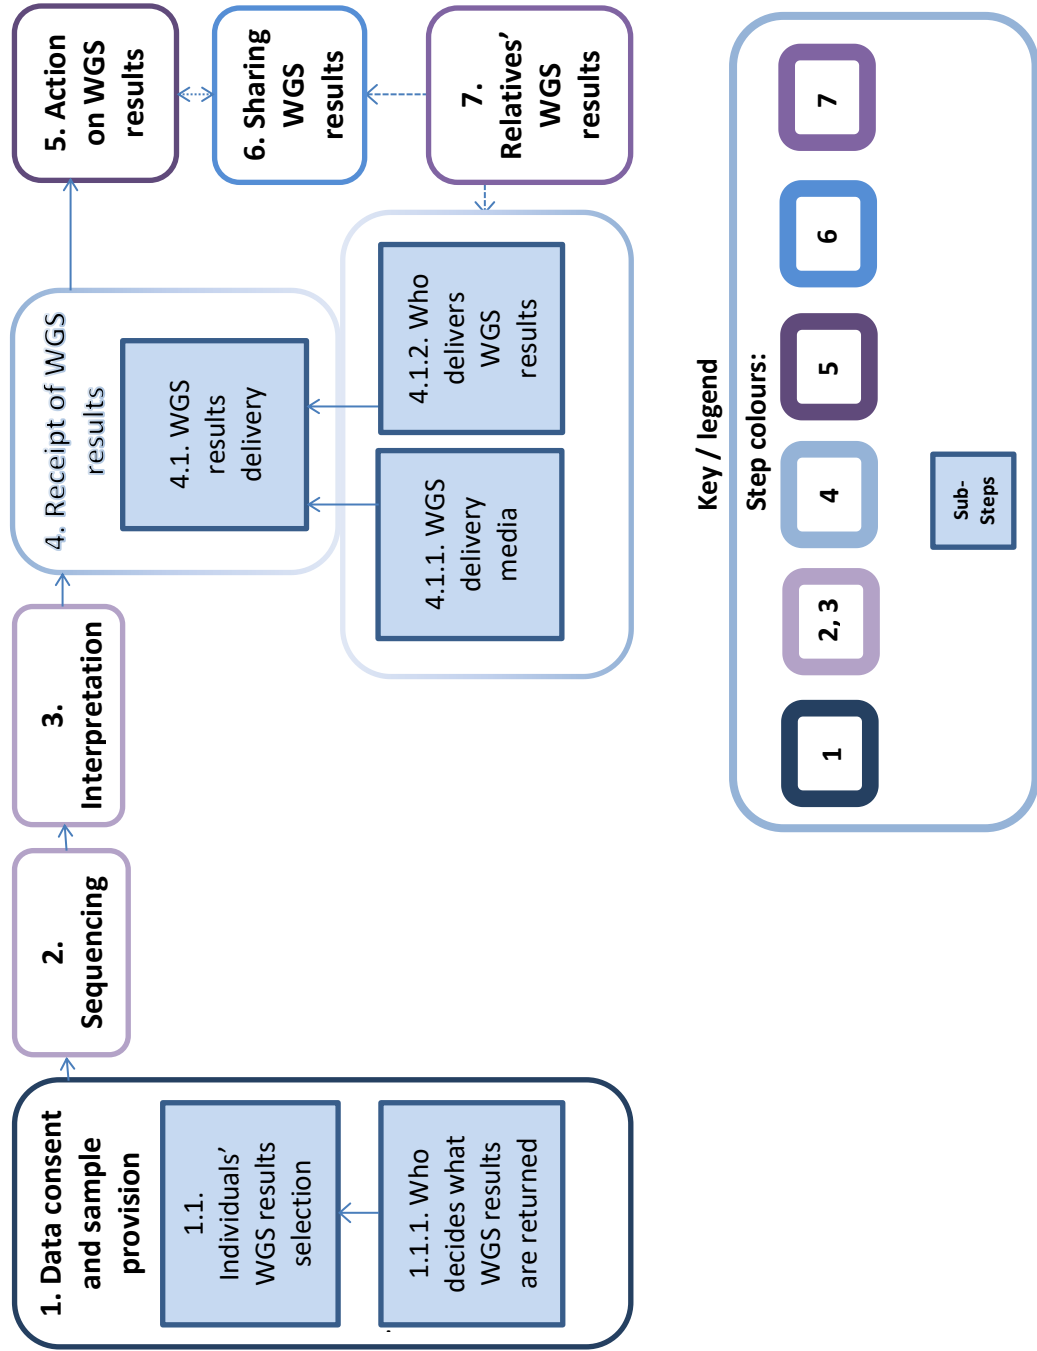 1. Data consent
and sample
provision
1.1.
Individuals’
WGS results
selection
1.1.1. Who
decides what
WGS results
are returned
2.
Sequencing
3.
Interpretation
4. Receipt of WGS
results
4.1. WGS
results
delivery
4.1.1. WGS
delivery
media
4.1.2. Who
delivers
WGS
results
5. Action
on WGS
results
6. Sharing
WGS
results
7.
Relatives’
WGS
results
Key / legend
Step colours:
1
2, 3
4
5
6
7
Sub-
Steps